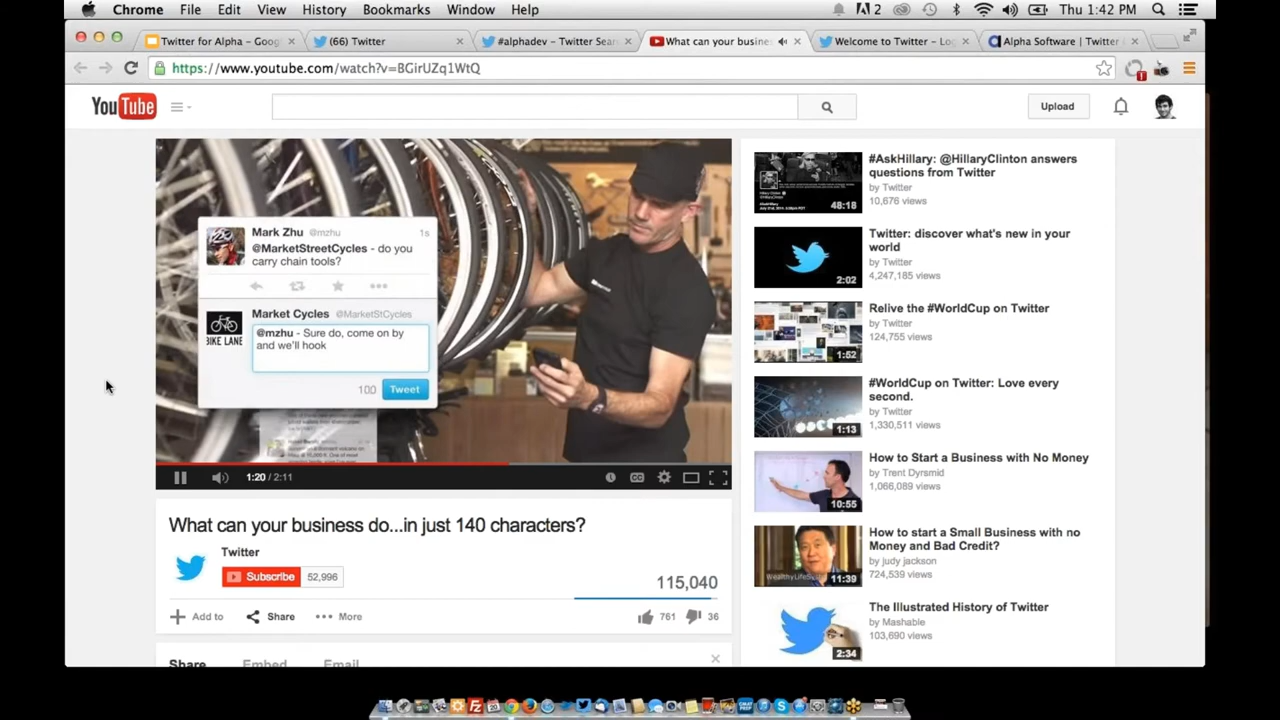 Chrome File Edit View History Bookmarks Window Help
2 Thu 1:42 PM
Twitter for Alpha - Goog
(66) Twitter
#alphadev - Twitter Sear
What can your busine
Welcome to Twitter - Log
Alpha Software | Twitter
https://www.youtube.com/watch?v=BGirUZq1WtQ
YouTube
Upload
Mark Zhu @mzhu 1s
@MarketStreetCycles - do you
carry chain tools?
Market Cycles @MarketStCycles
BIKE LANE
@mzhu - Sure do, come on by
and we'll hook
100 Tweet
1:20 / 2:11
CC
What can your business do...in just 140 characters?
Twitter
Subscribe 52,996
115,040
Add to Share More
761 36
Share Embed Email
#AskHillary: @HillaryClinton answers
questions from Twitter
by Twitter
10,676 views
48:18
Twitter: discover what's new in your
world
by Twitter
4,247,185 views
2:02
Relive the #WorldCup on Twitter
by Twitter
124,755 views
1:52
#WorldCup on Twitter: Love every
second.
by Twitter
1,330,511 views
1:13
How to Start a Business with No Money
by Trent Dyrsmid
1,066,089 views
10:55
How to start a Small Business with no
Money and Bad Credit?
by judy jackson
724,539 views
11:39
The Illustrated History of Twitter
by Mashable
103,690 views
2:34